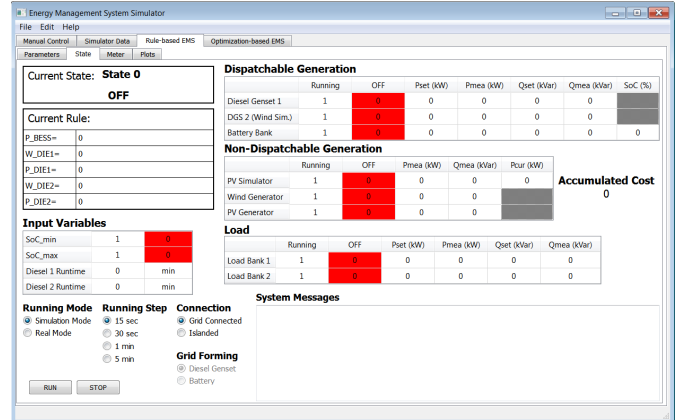 Energy Management System Simulator
File Edit Help
Manual Control Simulator Data Rule-based EMS Optimization-based EMS
Parameters State Meter Plots
Current State: State 0
OFF
Current Rule:
P_BESS= 0
W_DIE1= 0
P_DIE1= 0
W_DIE2= 0
P_DIE2= 0
Input Variables
SoC_min 1 0
SoC_max 1 0
Diesel 1 Runtime 0 min
Diesel 2 Runtime 0 min
Running Mode
Simulation Mode
Real Mode
Running Step
15 sec
30 sec
1 min
5 min
Connection
Grid Connected
Islanded
Grid Forming
Diesel Genset
Battery
RUN STOP
Dispatchable Generation
Running OFF Pset (kW) Pmea (kW) Qset (kVar) Qmea (kVar) SoC (%)
Diesel Genset 1 1 0 0 0 0 0
DGS 2 (Wind Sim.) 1 0 0 0 0 0
Battery Bank 1 0 0 0 0 0 0
Non-Dispatchable Generation
Running OFF Pmea (kW) Qmea (kVar) Pcur (kW)
PV Simulator 1 0 0 0 0
Wind Generator 1 0 0 0
PV Generator 1 0 0 0
Accumulated Cost
0
Load
Running OFF Pset (kW) Pmea (kW) Qset (kVar) Qmea (kVar)
Load Bank 1 1 0 0 0 0 0
Load Bank 2 1 0 0 0 0 0
System Messages